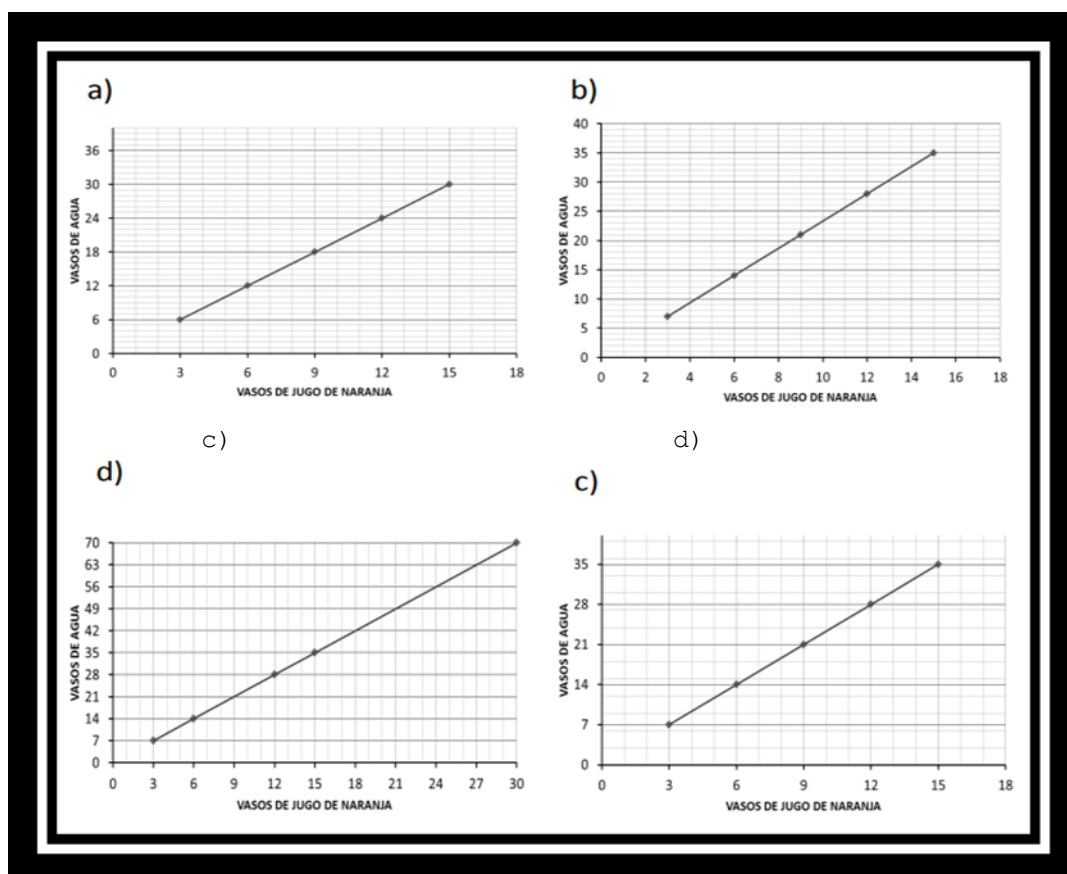 a)
b)
36
30
24
18
12
6
0
VASOS DE AGUA
0 3 6 9 12 15 18
VASOS DE JUGO DE NARANJA
40
35
30
25
20
15
10
5
0
VASOS DE AGUA
0 2 4 6 8 10 12 14 16 18
VASOS DE JUGO DE NARANJA
c)
d)
d)
c)
70
63
56
49
42
35
28
21
14
7
0
VASOS DE AGUA
0 3 6 9 12 15 18 21 24 27 30
VASOS DE JUGO DE NARANJA
35
28
21
14
7
0
VASOS DE AGUA
0 3 6 9 12 15 18
VASOS DE JUGO DE NARANJA